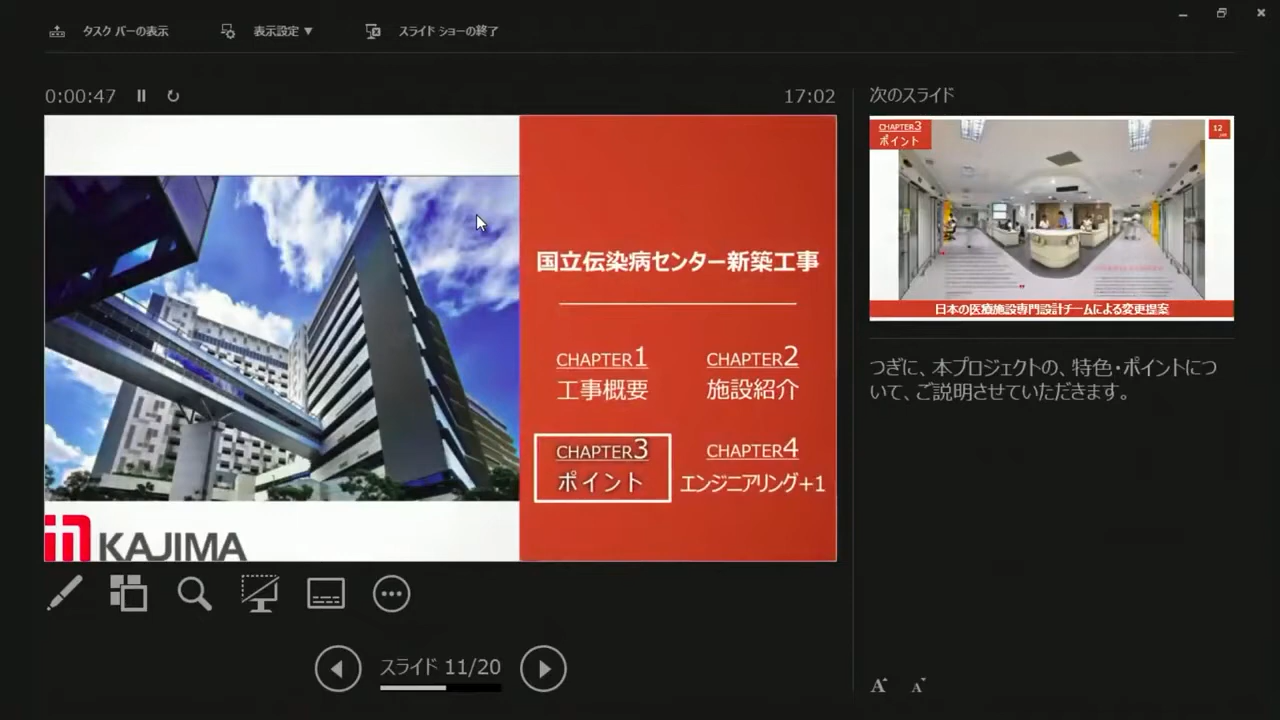 タスク バーの表示
表示設定 ▼
スライド ショーの終了
0:00:47
17:02
次のスライド
国立伝染病センター新築工事
CHAPTER1
工事概要
CHAPTER2
施設紹介
CHAPTER3
ポイント
CHAPTER4
エンジニアリング+1
KAJIMA
CHAPTER3
ポイント
12
日本の医療施設専門設計チームによる変更提案
つぎに、本プロジェクトの、特色・ポイントにつ
いて、ご説明させていただきます。
スライド 11/20
A
A